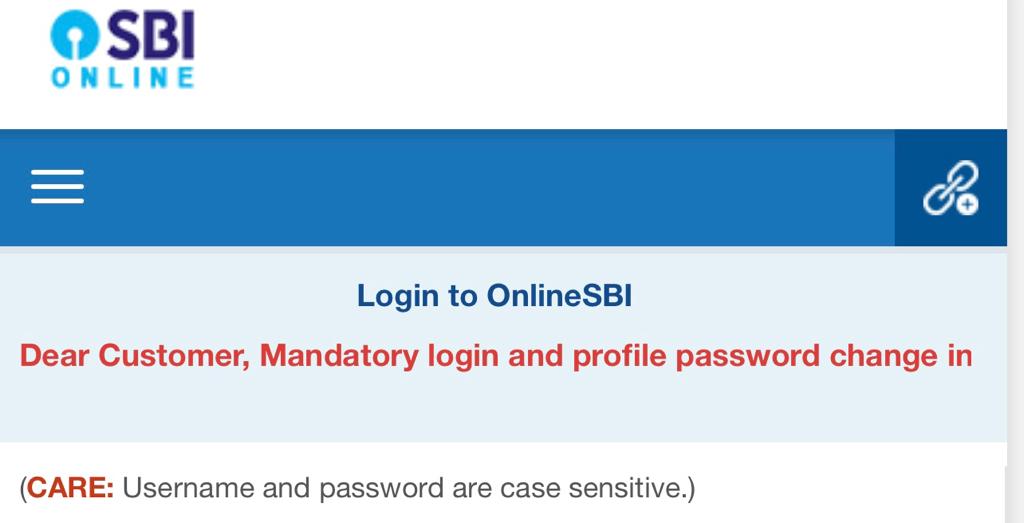 SBI
ONLINE
Login to OnlineSBI
Dear Customer, Mandatory login and profile password change in
(CARE: Username and password are case sensitive.)